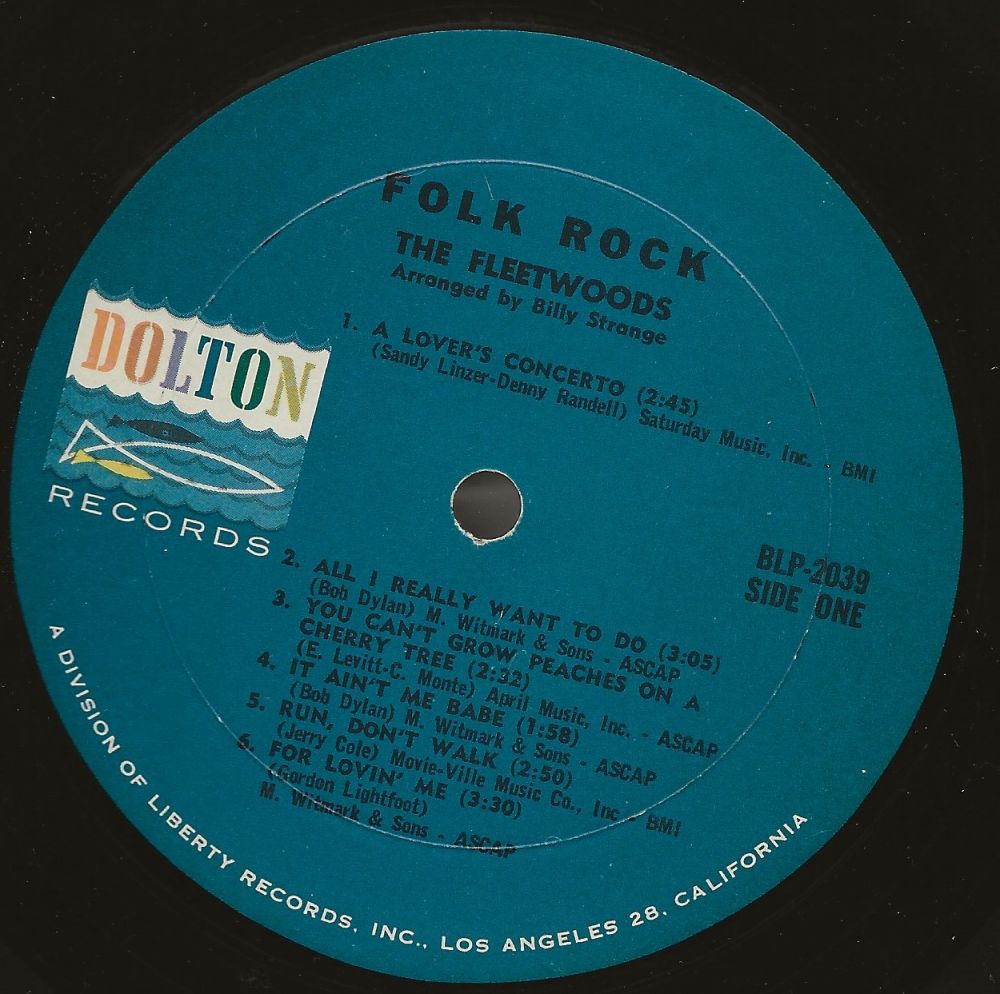 FOLK ROCK
THE FLEETWOODS
Arranged by Billy Strange
1. A LOVER'S CONCERTO (2:45)
(Sandy Linzer-Denny Randell) Saturday Music, Inc. - BMI
DOLTON
RECORDS
BLP-2039
SIDE ONE
2. ALL I REALLY WANT TO DO (3:05)
(Bob Dylan) M. Witmark & Sons - ASCAP
3. YOU CAN'T GROW PEACHES ON A
CHERRY TREE (2:32)
(E. Levitt-C. Monte) April Music, Inc. - ASCAP
4. IT AIN'T ME BABE (1:58)
(Bob Dylan) M. Witmark & Sons - ASCAP
5. RUN, DON'T WALK (2:50)
(Jerry Cole) Movie-Ville Music Co., Inc - BMI
6. FOR LOVIN' ME (3:30)
(Gordon Lightfoot)
M. Witmark & Sons - ASCAP
A DIVISION OF LIBERTY RECORDS, INC., LOS ANGELES 28, CALIFORNIA